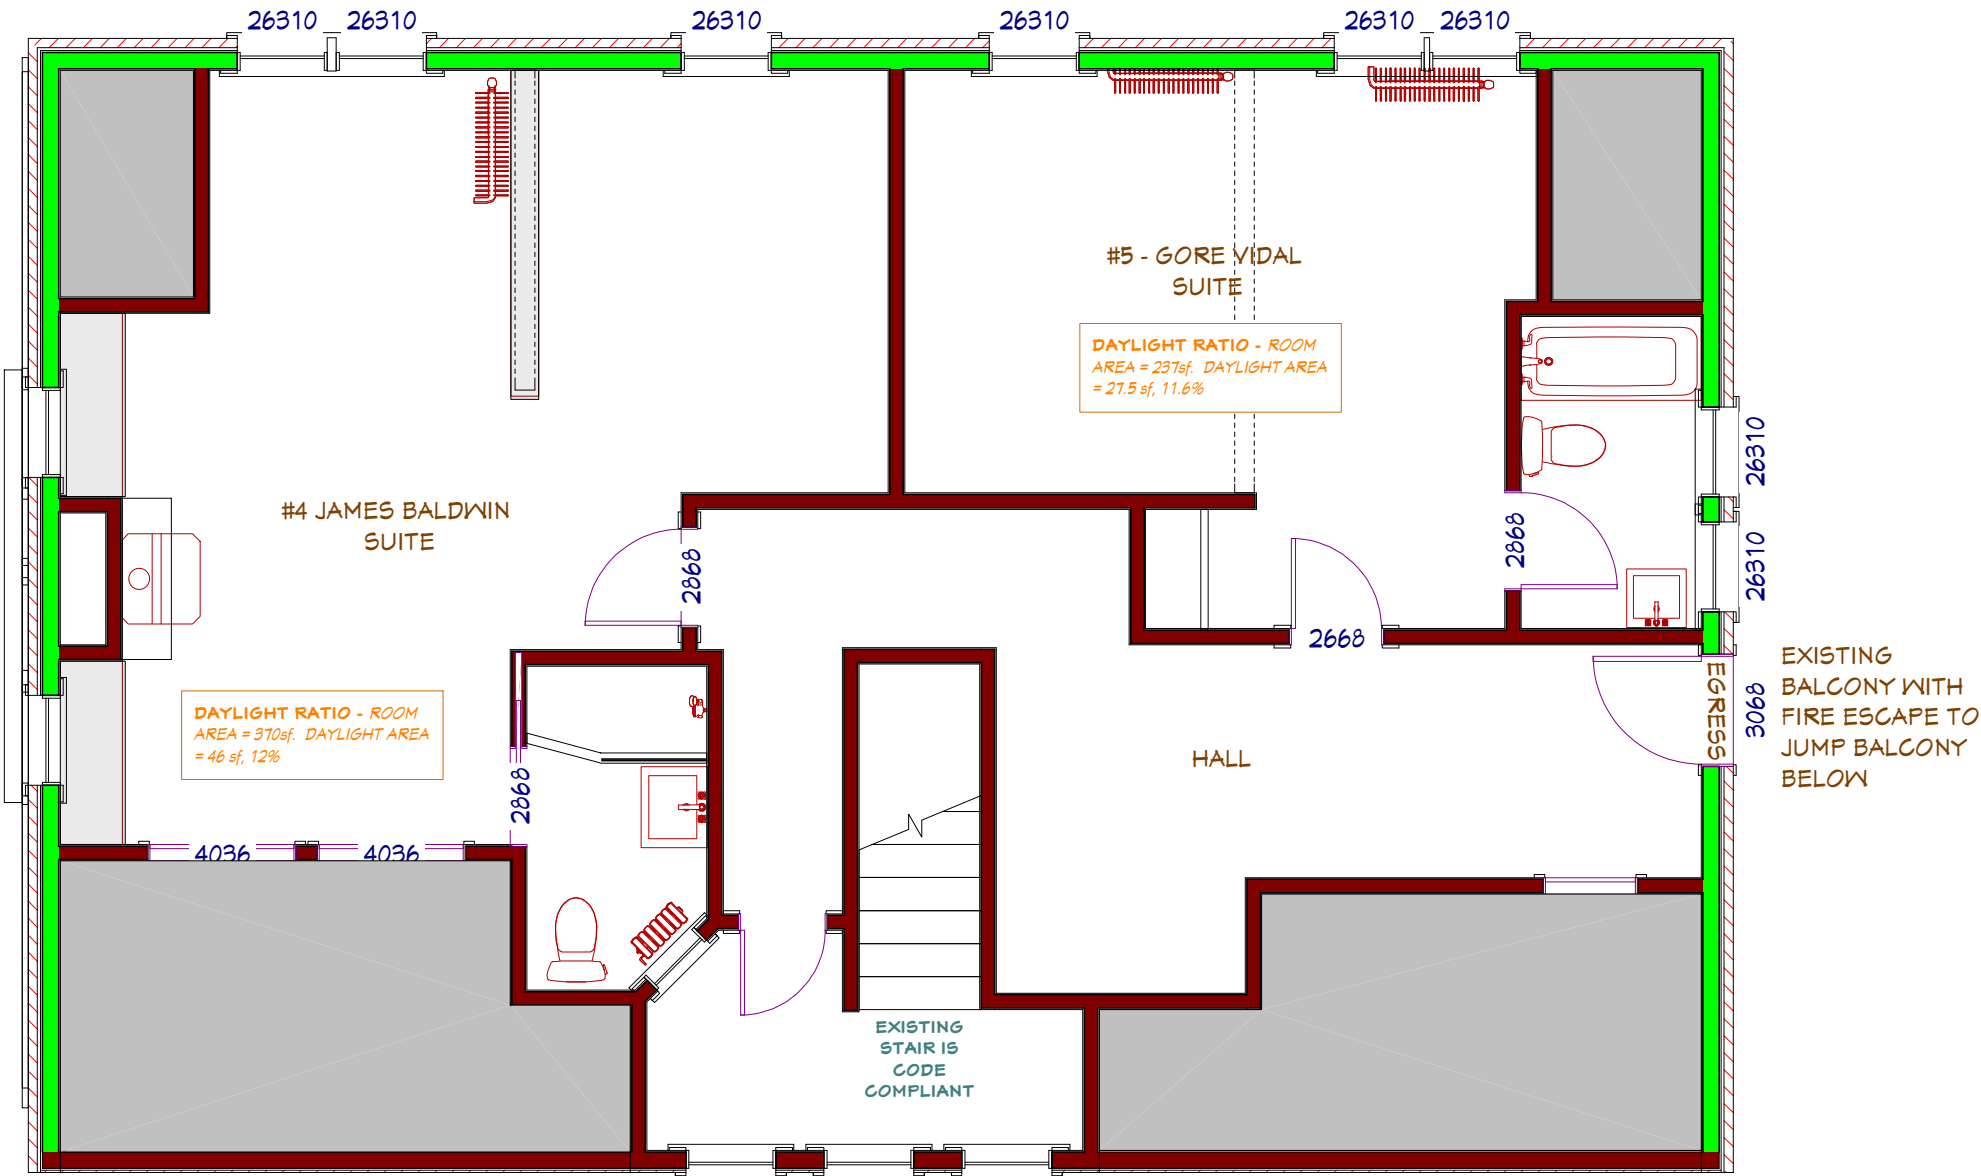 26310 26310 26310 26310 26310 26310
#5 - GORE VIDAL
SUITE
DAYLIGHT RATIO - ROOM
AREA = 237sf. DAYLIGHT AREA
= 27.5 sf, 11.6%
26310
26310
#4 JAMES BALDWIN
SUITE
2868
2868
2668
DAYLIGHT RATIO - ROOM
AREA = 370sf. DAYLIGHT AREA
= 46 sf, 12%
2868
HALL
EGRESS
3068
EXISTING
BALCONY WITH
FIRE ESCAPE TO
JUMP BALCONY
BELOW
4036 4036
EXISTING
STAIR IS
CODE
COMPLIANT